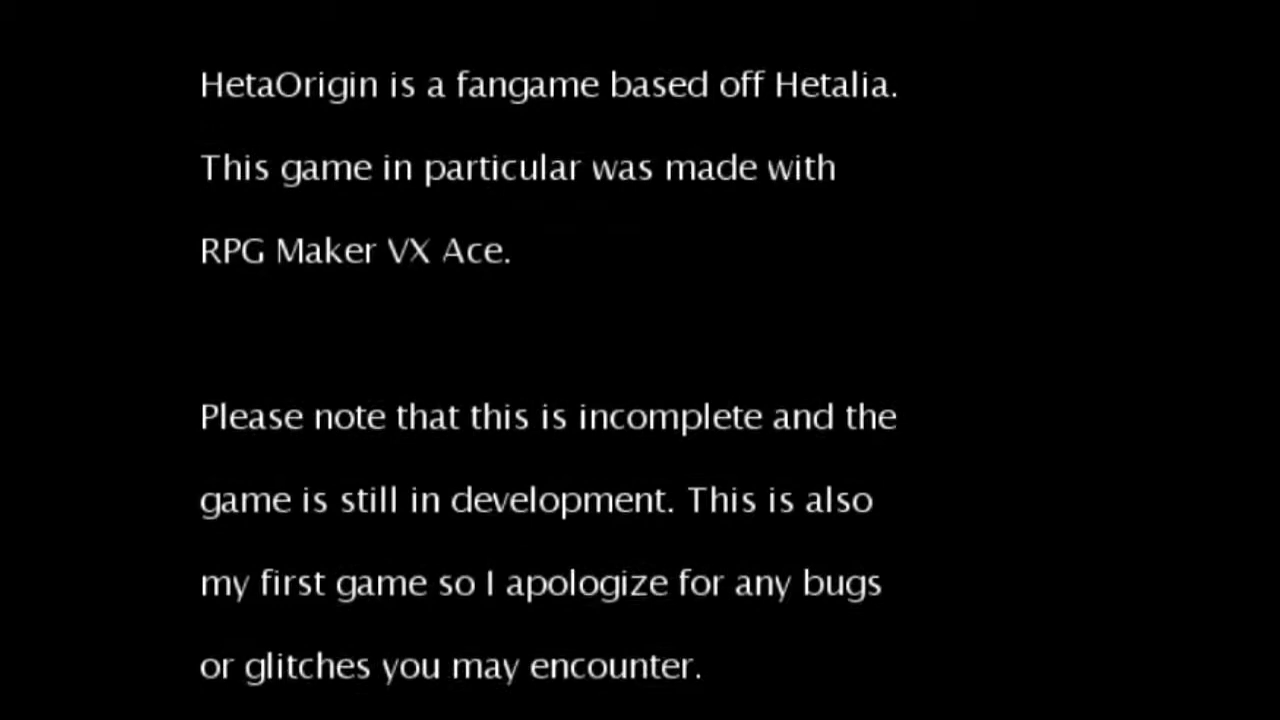 HetaOrigin is a fangame based off Hetalia.
This game in particular was made with
RPG Maker VX Ace.
Please note that this is incomplete and the
game is still in development. This is also
my first game so I apologize for any bugs
or glitches you may encounter.